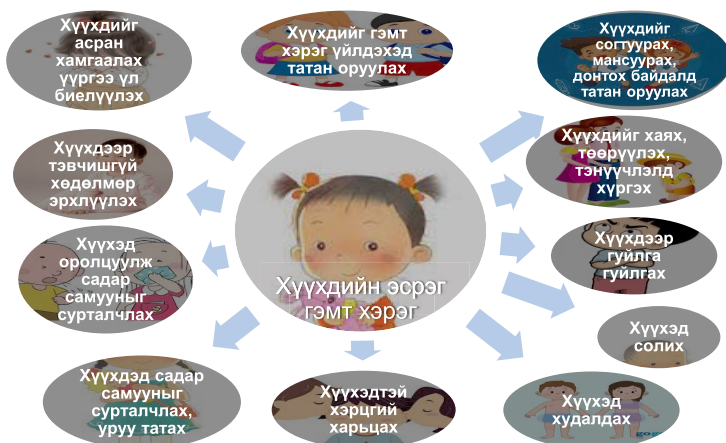 Хүүхдийг
асран
хамгаалах
үүргээ үл
биелүүлэх
Хүүхдийг гэмт
хэрэг үйлдэхэд
татан оруулах
Хүүхдийг
согтуурах,
мансуурах,
донтох байдалд
татан оруулах
Хүүхдээр
тэвчишгүй
хөдөлмөр
эрхлүүлэх
Хүүхдийг хаях,
төөрүүлэх,
тэнүүчлэлд
хүргэх
Хүүхэд
оролцуулж
садар
самууныг
сурталчлах
Хүүхдийн эсрэг
гэмт хэрэг
Хүүхдээр
гуйлга
гуйлгах
Хүүхэд
солих
Хүүхдэд садар
самууныг
сурталчлах,
уруу татах
Хүүхэдтэй
хэрцгий
харьцах
Хүүхэд
худалдах
gog